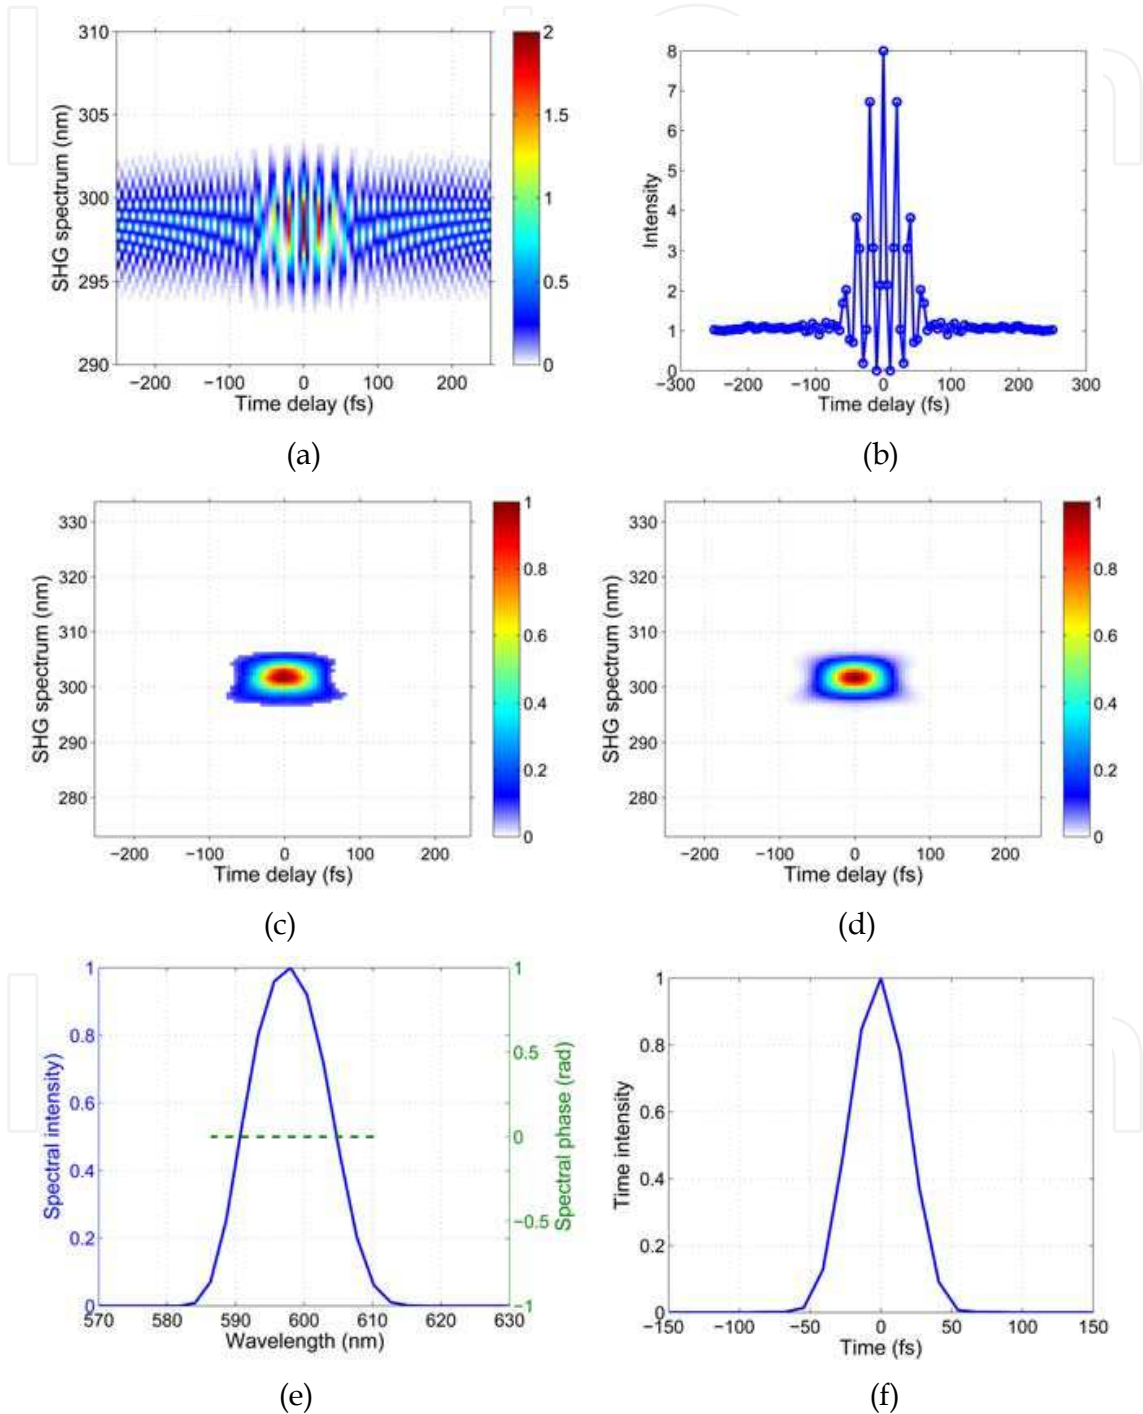 310
305
300
295
290
SHG spectrum (nm)
−200 −100 0 100 200
Time delay (fs)
2
1.5
1
0.5
0
(a)
8
7
6
5
4
3
2
1
0
Intensity
−300 −200 −100 0 100 200 300
Time delay (fs)
(b)
330
320
310
300
290
280
SHG spectrum (nm)
−200 −100 0 100 200
Time delay (fs)
1
0.8
0.6
0.4
0.2
0
(c)
330
320
310
300
290
280
SHG spectrum (nm)
−200 −100 0 100 200
Time delay (fs)
1
0.8
0.6
0.4
0.2
0
(d)
1
0.8
0.6
0.4
0.2
0
Spectral intensity)
570 580 590 600 610 620 630
Wavelength (nm)
1
0.5
0
−0.5
−1
Spectral phase (rad)
(e)
1
0.8
0.6
0.4
0.2
0
Time intensity
−150 −100 −50 0 50 100 150
Time (fs)
(f)